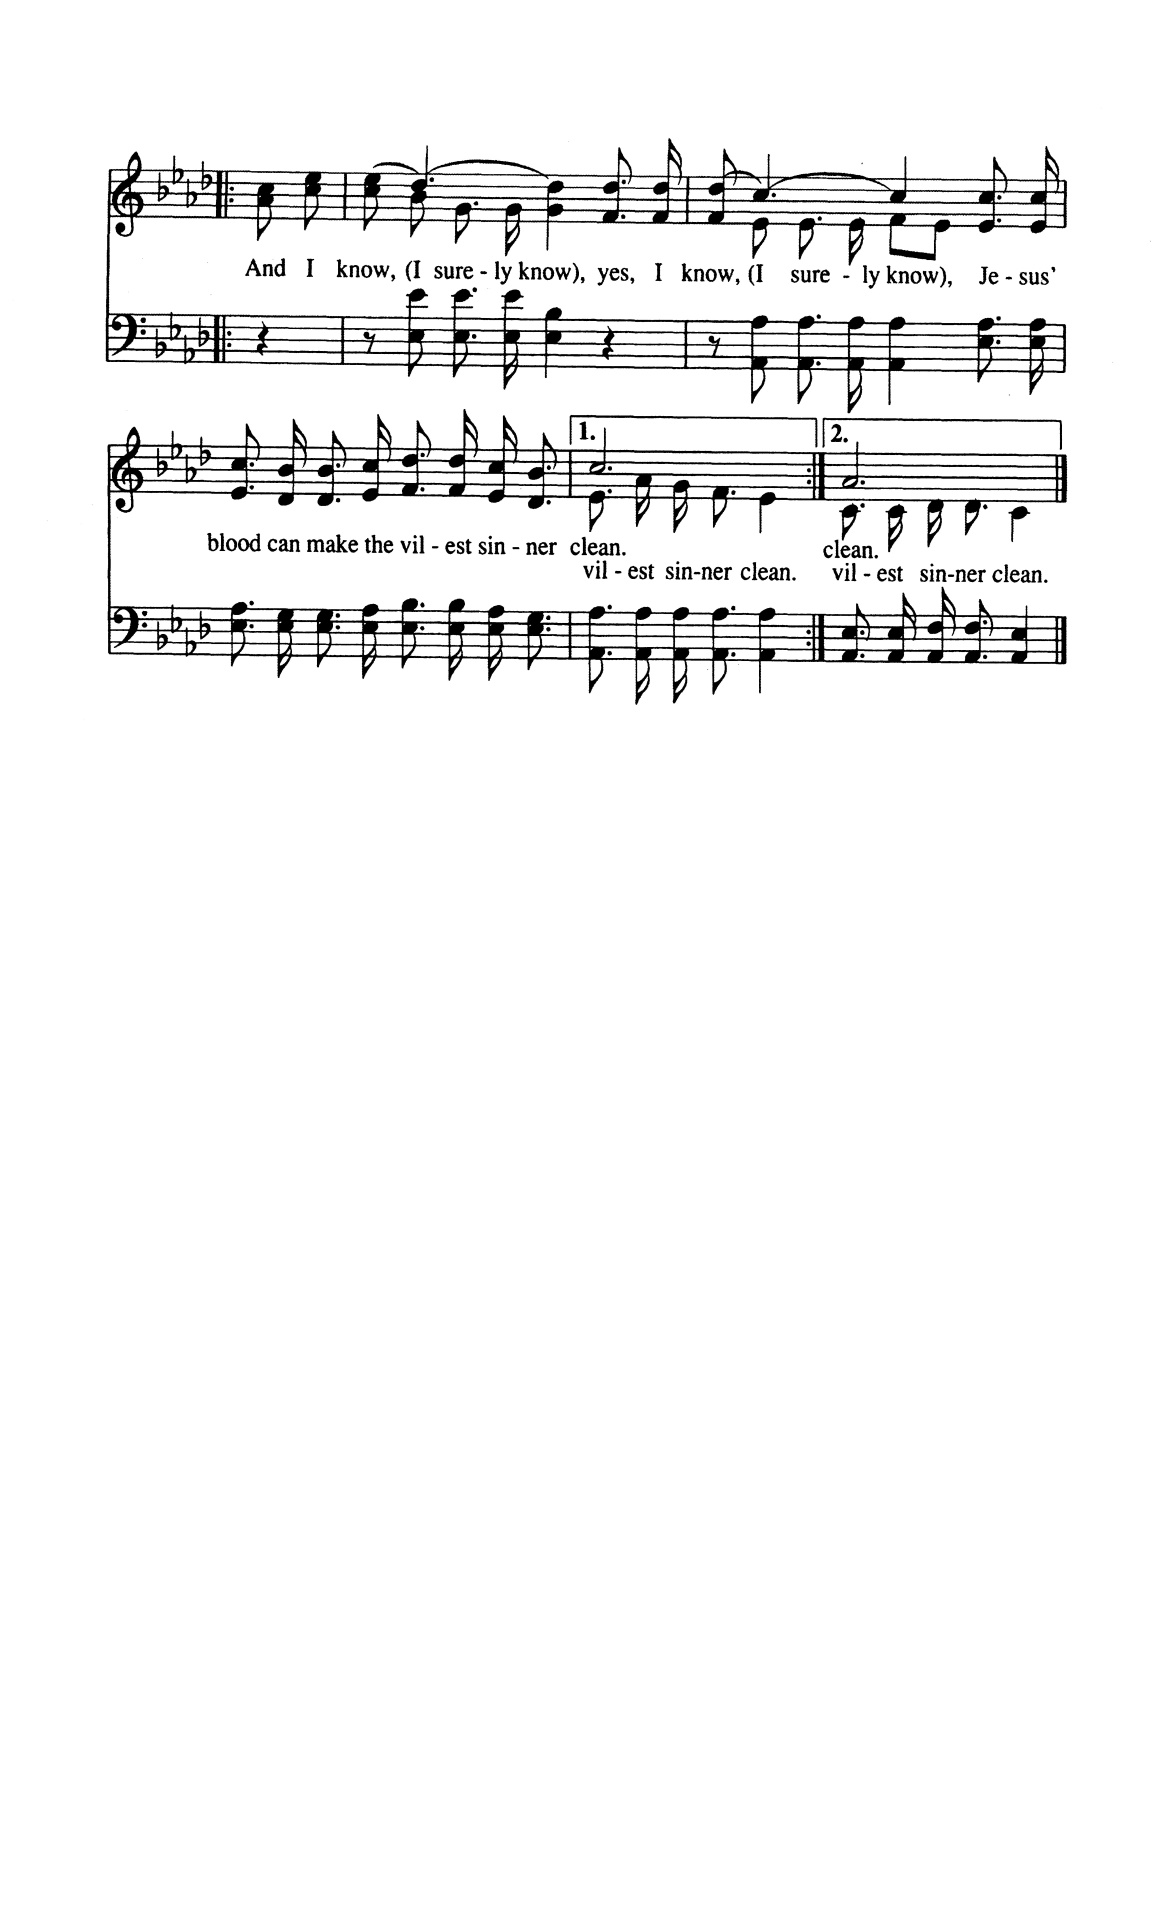 And I know, (I sure - ly know), yes, I know, (I sure - ly know), Je - sus'
1. 2.
blood can make the vil - est sin - ner clean. clean.
vil - est sin-ner clean. vil - est sin-ner clean.